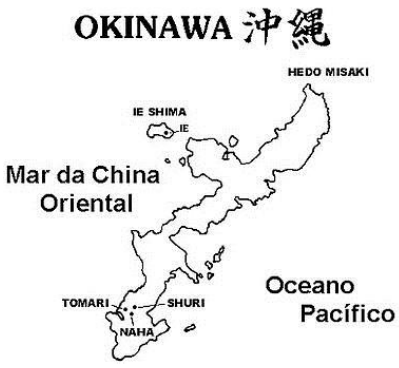 OKINAWA 沖縄
HEDO MISAKI
IE SHIMA
IE
Mar da China
Oriental
Oceano
Pacífico
TOMARI
SHURI
NAHA